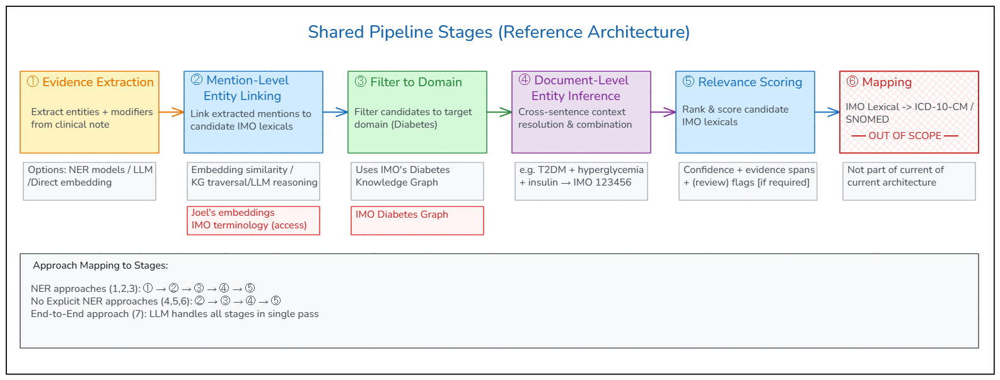 Shared Pipeline Stages (Reference Architecture)
① Evidence Extraction
Extract entities + modifiers
from clinical note
Options: NER models / LLM
/Direct embedding
② Mention-Level
Entity Linking
Link extracted mentions to
candidate IMO lexicals
Embedding similarity /
KG traversal/LLM reasoning
Joel's embeddings
IMO terminology (access)
③ Filter to Domain
Filter candidates to target
domain (Diabetes)
Uses IMO's Diabetes
Knowledge Graph
IMO Diabetes Graph
④ Document-Level
Entity Inference
Cross-sentence context
resolution & combination
e.g. T2DM + hyperglycemia
+ insulin → IMO 123456
⑤ Relevance Scoring
Rank & score candidate
IMO lexicals
Confidence + evidence spans
+ (review) flags [if required]
⑥ Mapping
IMO Lexical -> ICD-10-CM /
SNOMED
── OUT OF SCOPE ──
Not part of current of
current architecture
Approach Mapping to Stages:
NER approaches (1,2,3): ① → ② → ③ → ④ → ⑤
No Explicit NER approaches (4,5,6): ② → ③ → ④ → ⑤
End-to-End approach (7): LLM handles all stages in single pass